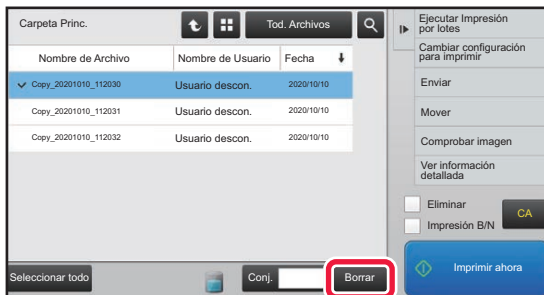 Carpeta Princ.
Tod. Archivos
Nombre de Archivo Nombre de Usuario Fecha
Copy_20201010_112030 Usuario descon. 2020/10/10
Copy_20201010_112031 Usuario descon. 2020/10/10
Copy_20201010_112032 Usuario descon. 2020/10/10
Seleccionar todo
Conj.
Borrar
Ejecutar Impresión
por lotes
Cambiar configuración
para imprimir
Enviar
Mover
Comprobar imagen
Ver información
detallada
Eliminar
Impresión B/N
CA
Imprimir ahora